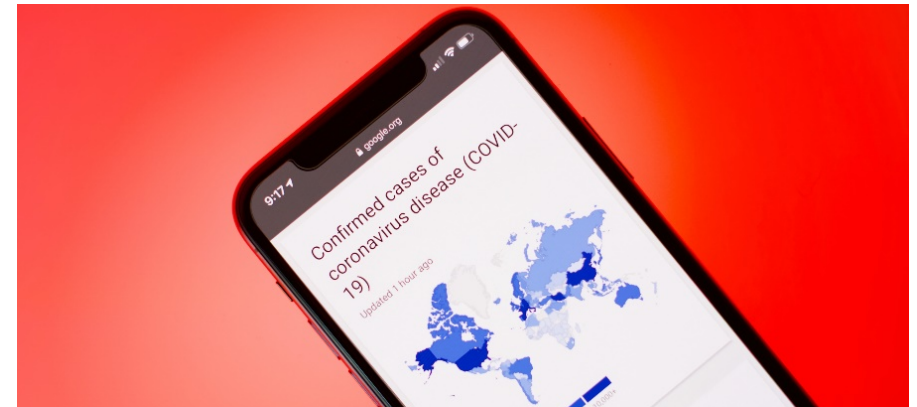 9:17
google.org
Confirmed cases of
coronavirus disease (COVID-
19)
Updated 1 hour ago